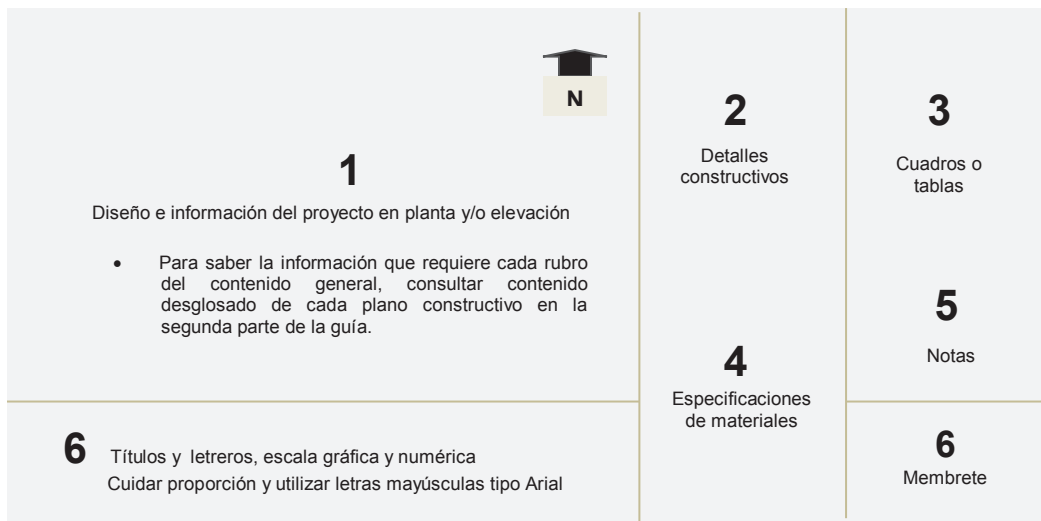 N
1
Diseño e información del proyecto en planta y/o elevación
• Para saber la información que requiere cada rubro
del contenido general, consultar contenido
desglosado de cada plano constructivo en la
segunda parte de la guía.
6 Títulos y letreros, escala gráfica y numérica
Cuidar proporción y utilizar letras mayúsculas tipo Arial
2
Detalles
constructivos
4
Especificaciones
de materiales
3
Cuadros o
tablas
5
Notas
6
Membrete